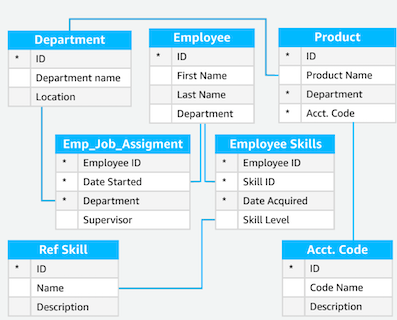 Department
* ID
Department name
Location
Employee
* ID
First Name
Last Name
Department
Product
* ID
Product Name
* Department
* Acct. Code
Emp_Job_Assigment
* Employee ID
* Date Started
* Department
Supervisor
Employee Skills
* Employee ID
* Skill ID
* Date Acquired
Skill Level
Ref Skill
* ID
Name
Description
Acct. Code
* ID
Code Name
Description